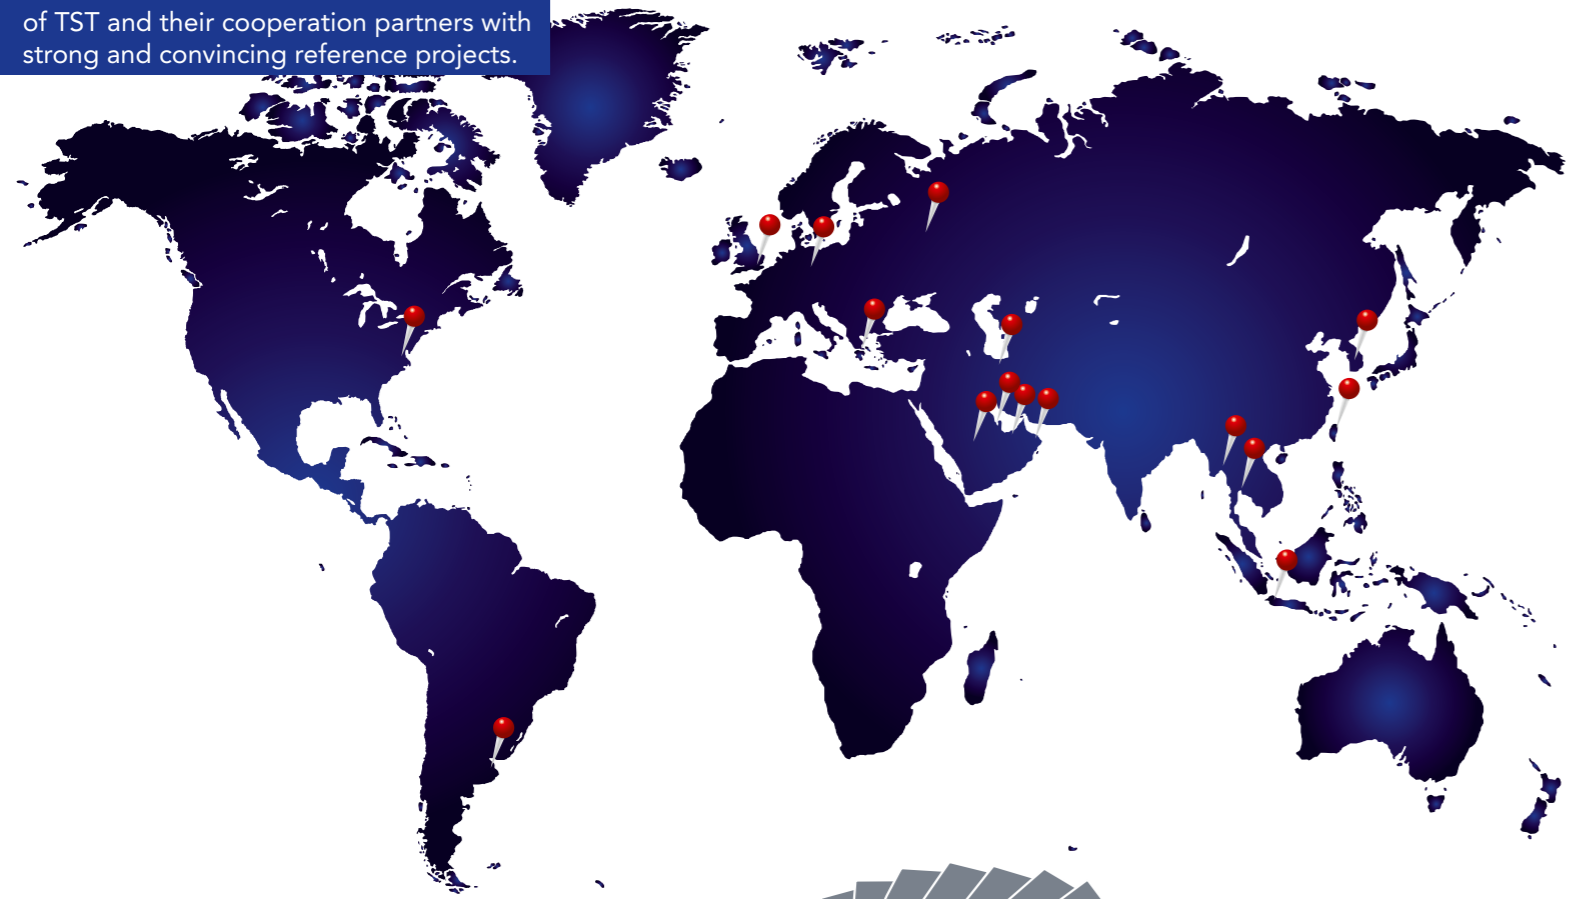 of TST and their cooperation partners with
strong and convincing reference projects.